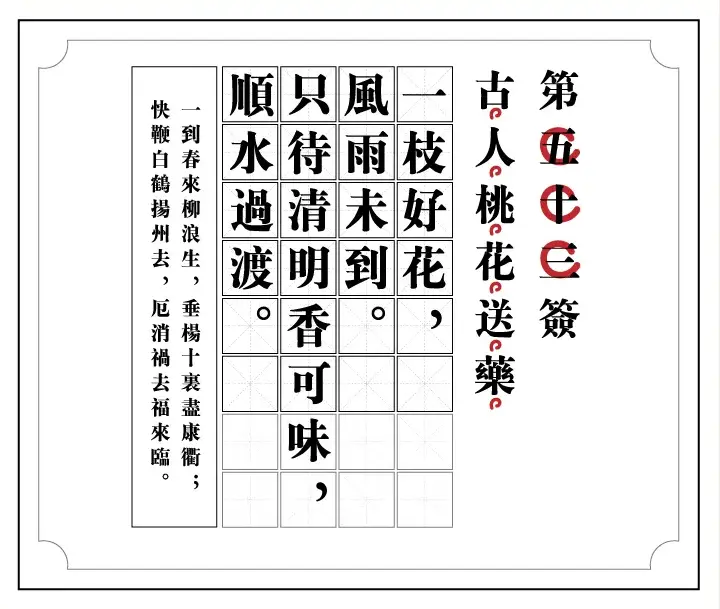 第五十三簽
古人桃花送藥
一枝好花，
風雨未到。
只待清明香可味，
順水過渡。
一到春來柳浪生，垂楊十裏盡康衢；
快鞭白鶴揚州去，厄消禍去福來臨。